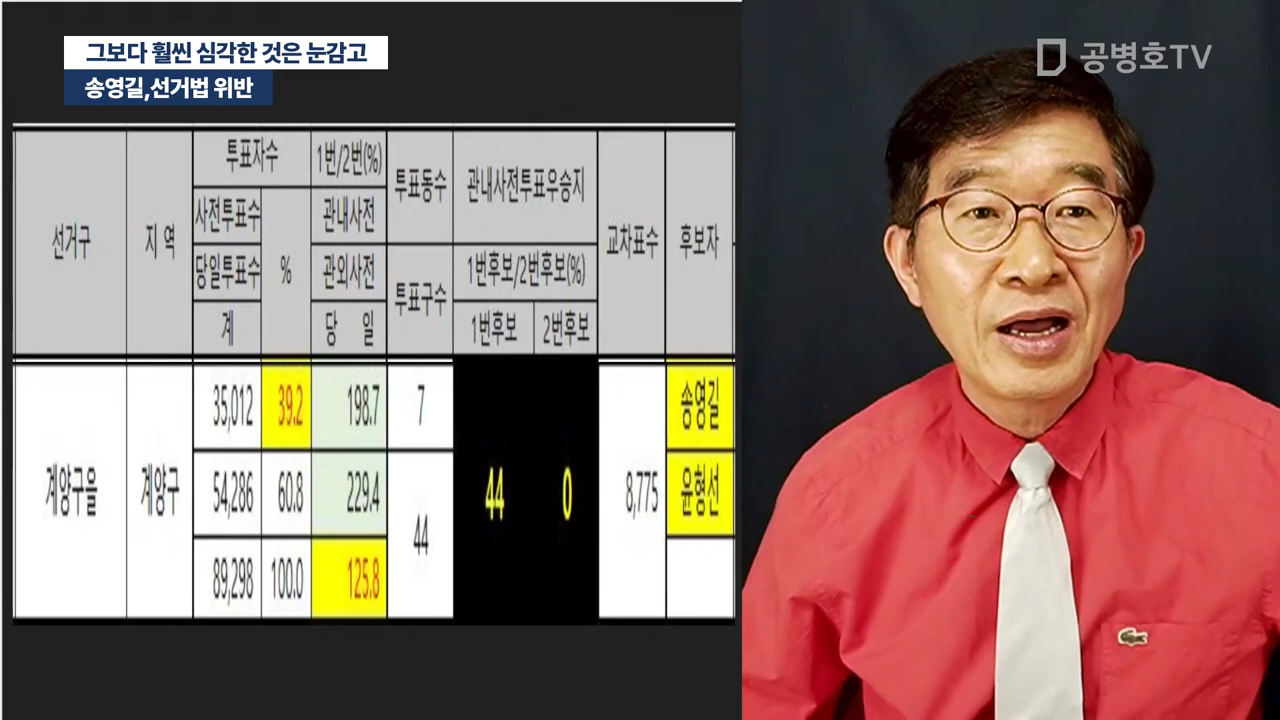 그보다 훨씬 심각한 것은 눈감고
송영길,선거법 위반
공병호TV
선거구
지 역
투표자수
사전투표수
당일투표수
계
%
1번/2번(%)
관내사전
관외사전
당 일
투표동수
투표구수
관내사전투표우승지
1번후보/2번후보(%)
1번후보 2번후보
교차표수
후보자
계양구을
계양구
35,012 39.2 198.7 7
54,286 60.8 229.4
89,298 100.0 125.8
44
44 0
8,775
송영길
윤형선